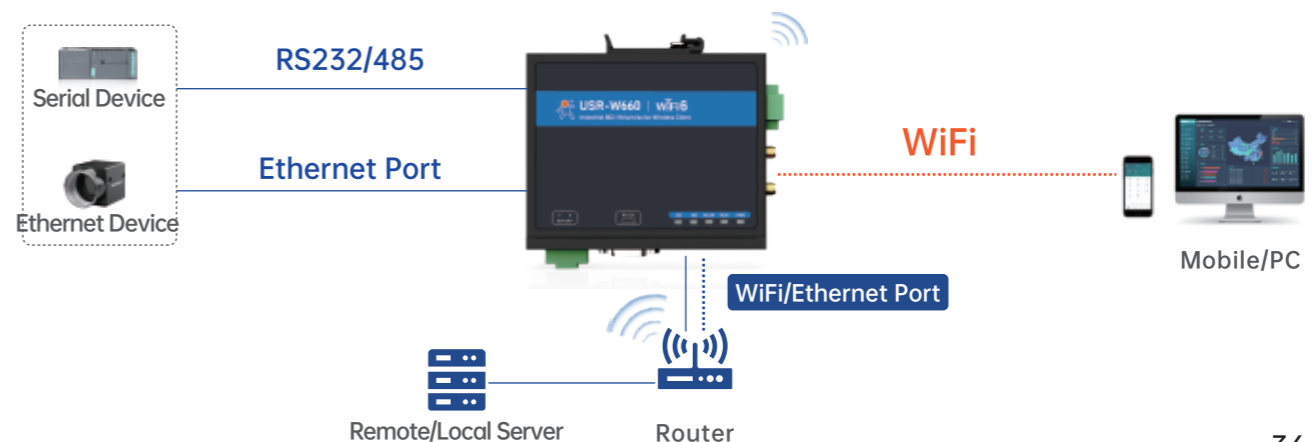 RS232/485
Serial Device
USR-W660 | WiFi6
WiFi
Ethernet Port
Ethernet Device
Mobile/PC
WiFi/Ethernet Port
Remote/Local Server
Router